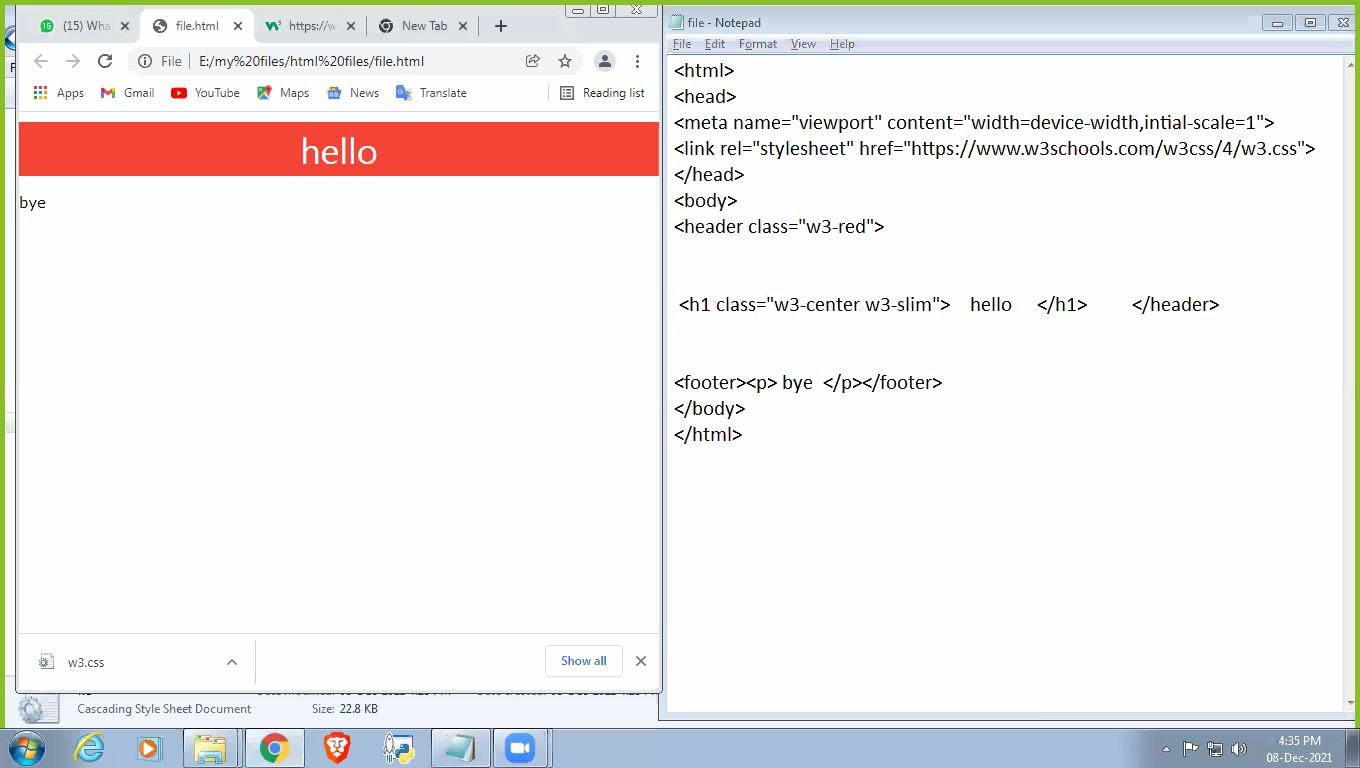 (15) Wha
file.html
https://w
New Tab
File
E:/my%20files/html%20files/file.html
Apps
Gmail
YouTube
Maps
News
Translate
Reading list
hello
bye
w3.css
Show all
Cascading Style Sheet Document
Size: 22.8 KB
file - Notepad
File Edit Format View Help
<html>
<head>
<meta name="viewport" content="width=device-width,intial-scale=1">
<link rel="stylesheet" href="https://www.w3schools.com/w3css/4/w3.css">
</head>
<body>
<header class="w3-red">
<h1 class="w3-center w3-slim"> hello </h1> </header>
<footer><p> bye </p></footer>
</body>
</html>
4:35 PM
08-Dec-2021